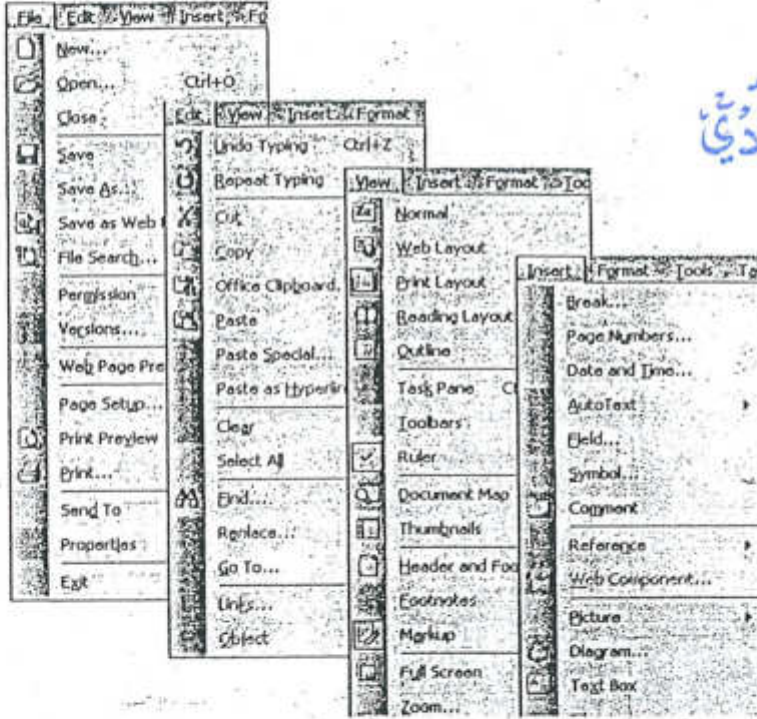 File Edit View Insert Fo
New...
Open... Ctrl+O
Close
Save
Save As...
Save as Web
File Search...
Permission
Versions...
Web Page Pre
Page Setup...
Print Preview
Print...
Send To
Properties
Exit
Edit View Insert Format
Undo Typing Ctrl+Z
Repeat Typing
Cut
Copy
Office Clipboard.
Paste
Paste Special...
Paste as Hyperlin
Clear
Select All
Find...
Replace...
Go To...
Links...
Object
View Insert Format Too
Normal
Web Layout
Print Layout
Reading Layout
Outline
Task Pane C
Toolbars
Ruler
Document Map
Thumbnails
Header and Foo
Footnotes
Markup
Full Screen
Zoom...
Insert Format Tools Ta
Break...
Page Numbers...
Date and Time...
AutoText
Field...
Symbol...
Comment
Reference
Web Component...
Picture
Diagram...
Text Box